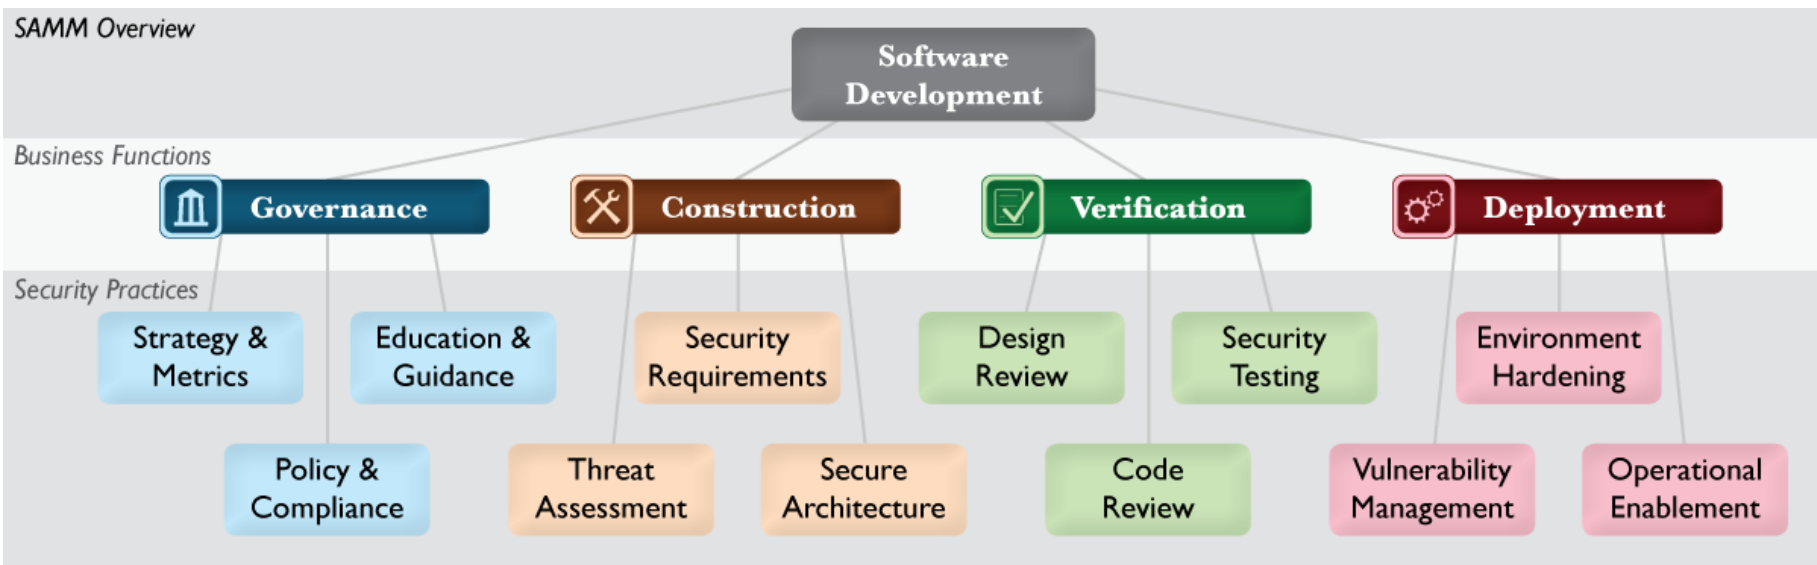 SAMM Overview
Software
Development
Business Functions
Governance
Construction
Verification
Deployment
Security Practices
Strategy &
Metrics
Education &
Guidance
Security
Requirements
Design
Review
Security
Testing
Environment
Hardening
Policy &
Compliance
Threat
Assessment
Secure
Architecture
Code
Review
Vulnerability
Management
Operational
Enablement